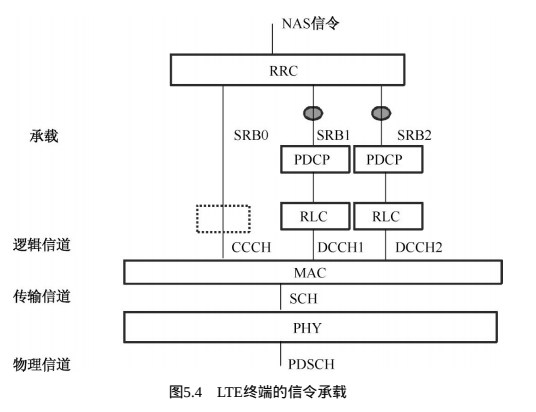 NAS信令
RRC
承载
SRB0
SRB1
SRB2
PDCP
PDCP
RLC
RLC
逻辑信道
CCCH
DCCH1
DCCH2
MAC
传输信道
SCH
PHY
物理信道
PDSCH
图5.4 LTE终端的信令承载